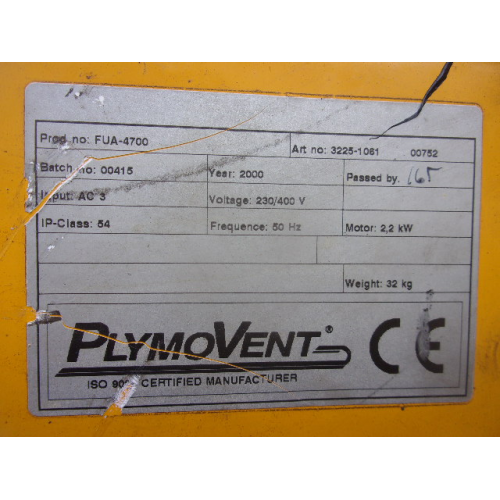 Prod no: FUA-4700 Art no: 3225-1061 00752
Batch no: 00415 Year: 2000 Passed by.
Input: AC 3 Voltage: 230/400 V
IP-Class: 54 Frequence: 50 Hz Motor: 2,2 kW
Weight: 32 kg
PLYMOVENT® CE
ISO CERTIFIED MANUFACTURER